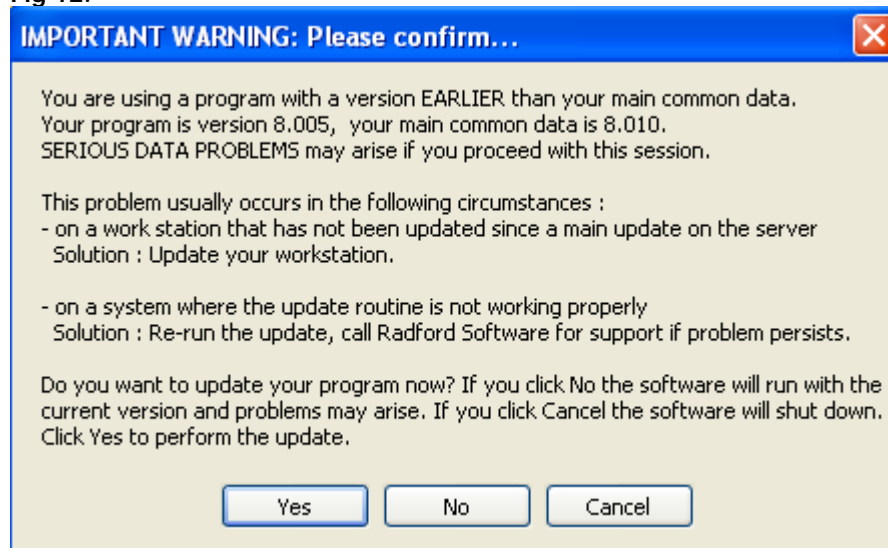 IMPORTANT WARNING: Please confirm...
You are using a program with a version EARLIER than your main common data.
Your program is version 8.005,  your main common data is 8.010.
SERIOUS DATA PROBLEMS may arise if you proceed with this session.
This problem usually occurs in the following circumstances :
- on a work station that has not been updated since a main update on the server
Solution : Update your workstation.
- on a system where the update routine is not working properly
Solution : Re-run the update, call Radford Software for support if problem persists.
Do you want to update your program now? If you click No the software will run with the
current version and problems may arise. If you click Cancel the software will shut down.
Click Yes to perform the update.
Yes No Cancel